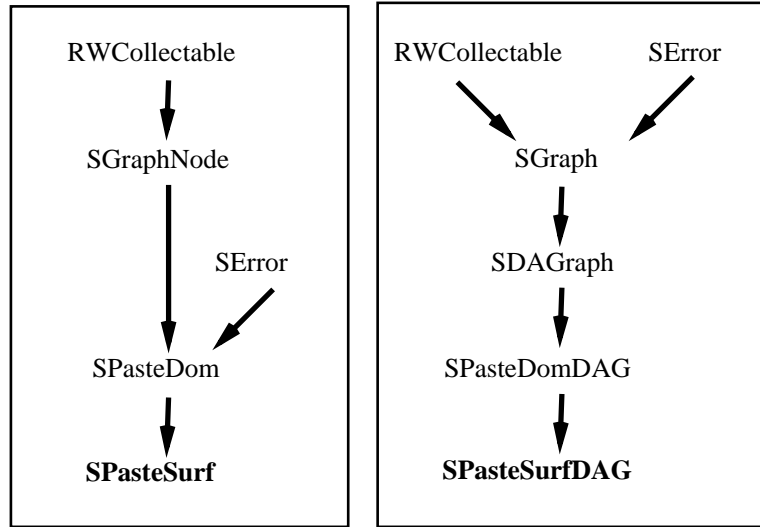 RWCollectable
SGraphNode
SError
SPasteDom
SPasteSurf
RWCollectable
SError
SGraph
SDAGraph
SPasteDomDAG
SPasteSurfDAG